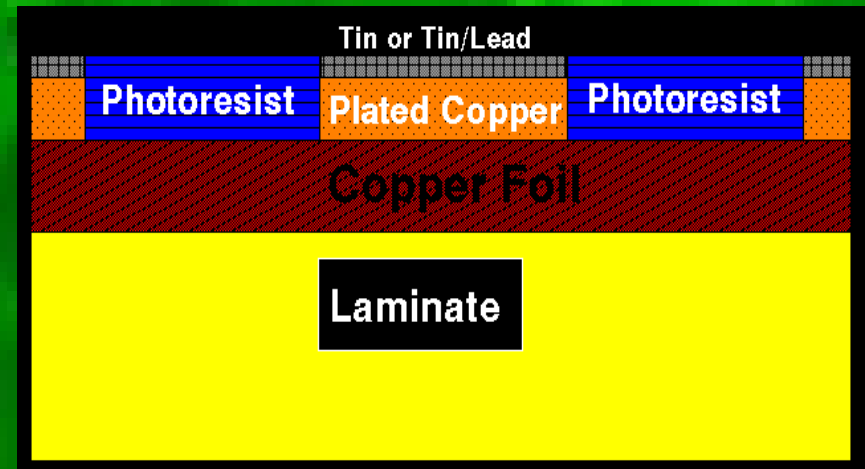 Tin or Tin/Lead
Photoresist
Plated Copper
Photoresist
Copper Foil
Laminate